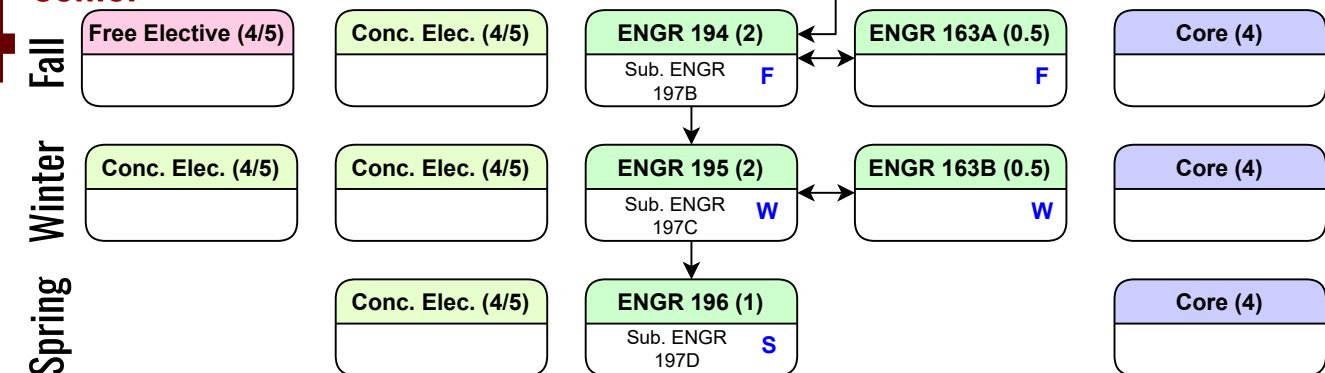 Fall
Free Elective (4/5)
Conc. Elec. (4/5)
ENGR 194 (2)
Sub. ENGR
197B
F
ENGR 163A (0.5)
F
Core (4)
Winter
Conc. Elec. (4/5)
Conc. Elec. (4/5)
ENGR 195 (2)
Sub. ENGR
197C
W
ENGR 163B (0.5)
W
Core (4)
Spring
Conc. Elec. (4/5)
ENGR 196 (1)
Sub. ENGR
197D
S
Core (4)